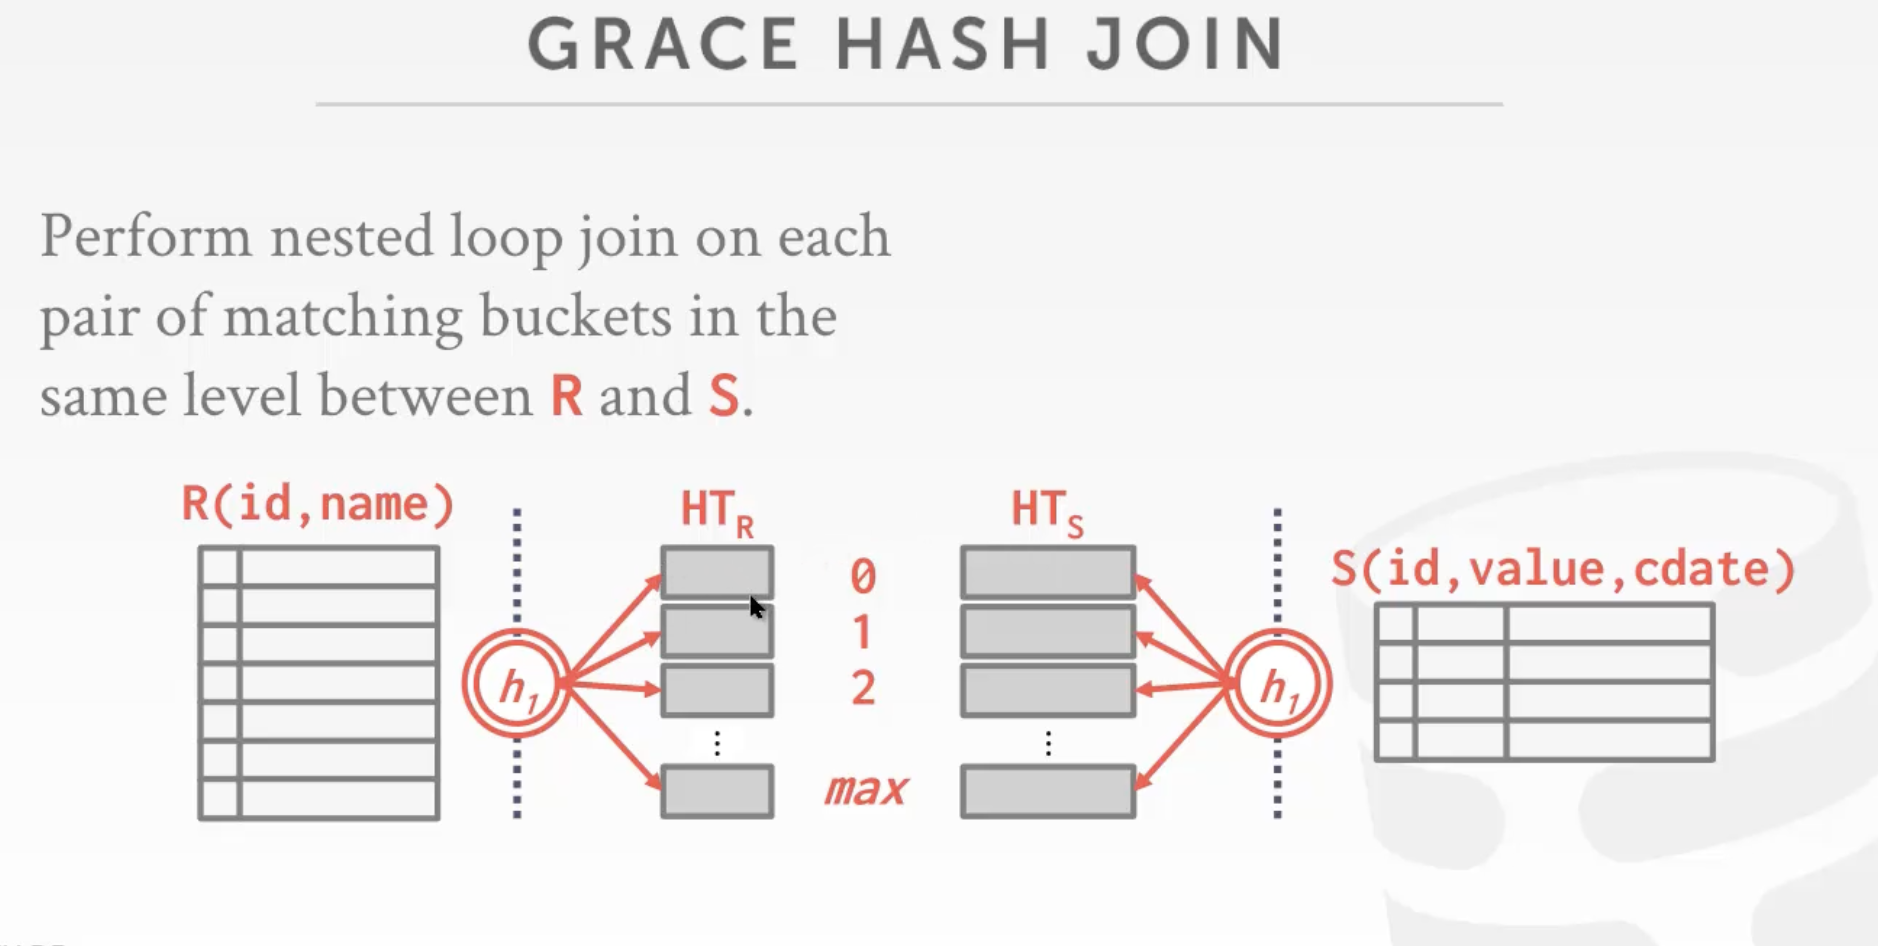 GRACE HASH JOIN
Perform nested loop join on each
pair of matching buckets in the
same level between R and S.
R(id,name)
HT_R
HT_S
S(id,value,cdate)
0
1
2
⋮
⋮
max
h_1
h_1